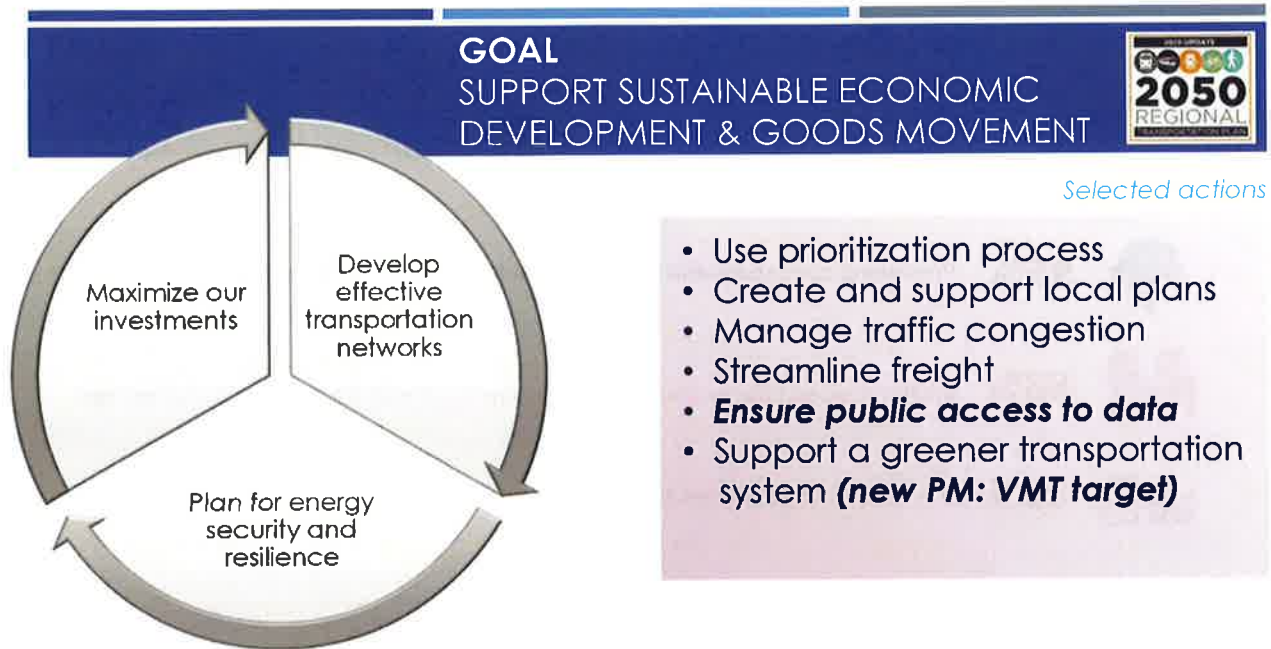 GOAL
SUPPORT SUSTAINABLE ECONOMIC
DEVELOPMENT & GOODS MOVEMENT
2050
REGIONAL
TRANSPORTATION PLAN
Selected actions
Maximize our
investments
Develop
effective
transportation
networks
Plan for energy
security and
resilience
• Use prioritization process
• Create and support local plans
• Manage traffic congestion
• Streamline freight
• Ensure public access to data
• Support a greener transportation
system (new PM: VMT target)